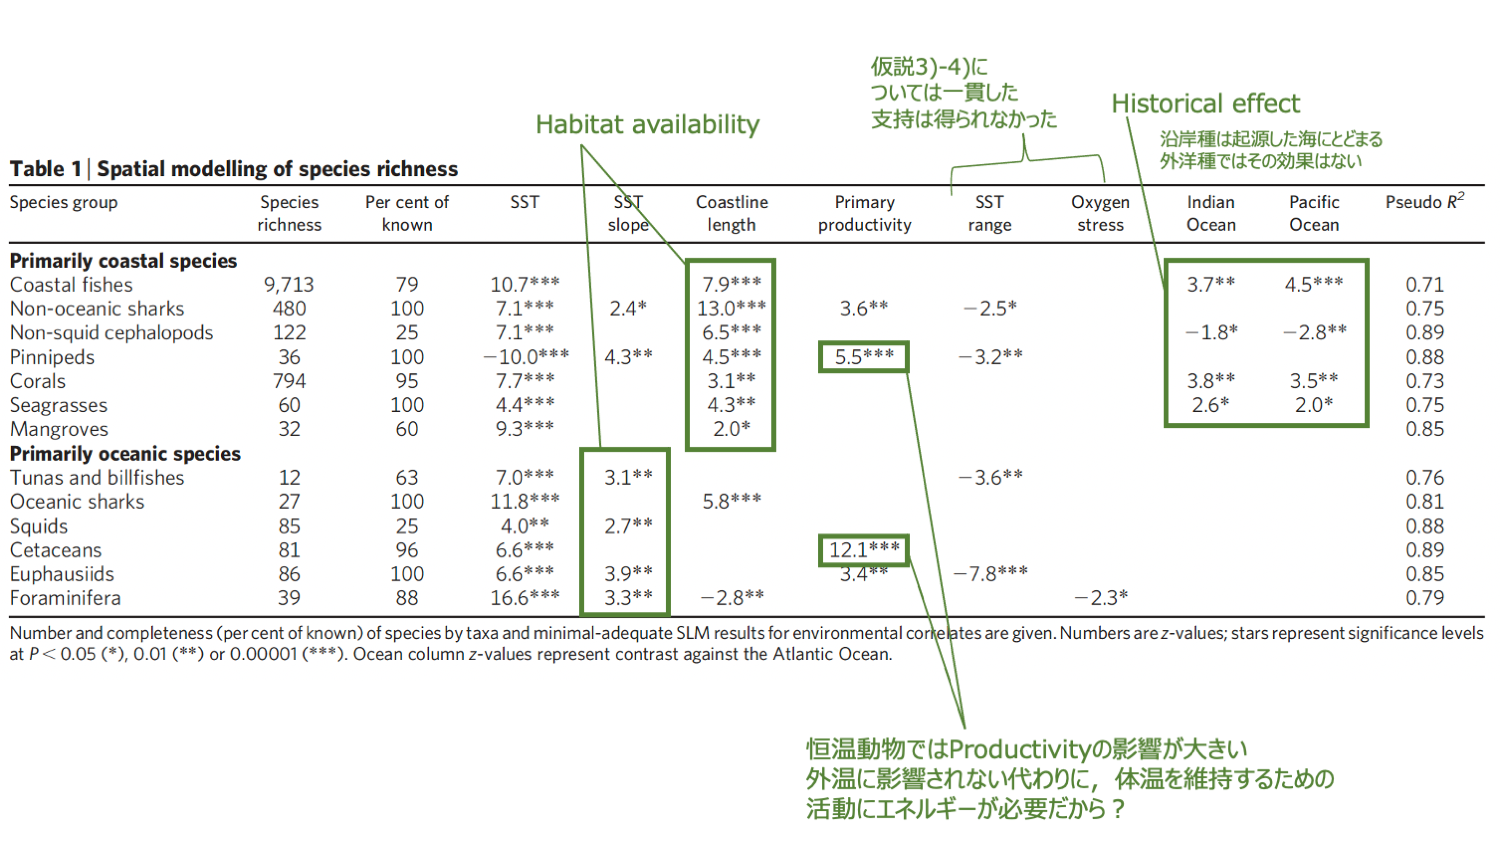 仮説3)-4)に
ついては一貫した
支持は得られなかった
Historical effect
沿岸種は起源した海にとどまる
外洋種ではその効果はない
Habitat availability
Table 1 | Spatial modelling of species richness
Species group Species richness Per cent of known SST SST slope Coastline length Primary productivity SST range Oxygen stress Indian Ocean Pacific Ocean Pseudo R²
Primarily coastal species
Coastal fishes 9,713 79 10.7*** 7.9*** 3.7** 4.5*** 0.71
Non-oceanic sharks 480 100 7.1*** 2.4* 13.0*** 3.6** −2.5* 0.75
Non-squid cephalopods 122 25 7.1*** 6.5*** −1.8* −2.8** 0.89
Pinnipeds 36 100 −10.0*** 4.3** 4.5*** 5.5*** −3.2** 0.88
Corals 794 95 7.7*** 3.1** 3.8** 3.5** 0.73
Seagrasses 60 100 4.4*** 4.3** 2.6* 2.0* 0.75
Mangroves 32 60 9.3*** 2.0* 0.85
Primarily oceanic species
Tunas and billfishes 12 63 7.0*** 3.1** −3.6** 0.76
Oceanic sharks 27 100 11.8*** 5.8*** 0.81
Squids 85 25 4.0** 2.7** 0.88
Cetaceans 81 96 6.6*** 12.1*** 0.89
Euphausiids 86 100 6.6*** 3.9** 3.4** −7.8*** 0.85
Foraminifera 39 88 16.6*** 3.3** −2.8** −2.3* 0.79
Number and completeness (per cent of known) of species by taxa and minimal-adequate SLM results for environmental correlates are given. Numbers are z-values; stars represent significance levels
at P < 0.05 (*), 0.01 (**) or 0.00001 (***). Ocean column z-values represent contrast against the Atlantic Ocean.
恒温動物ではProductivityの影響が大きい
外温に影響されない代わりに，体温を維持するための
活動にエネルギーが必要だから？